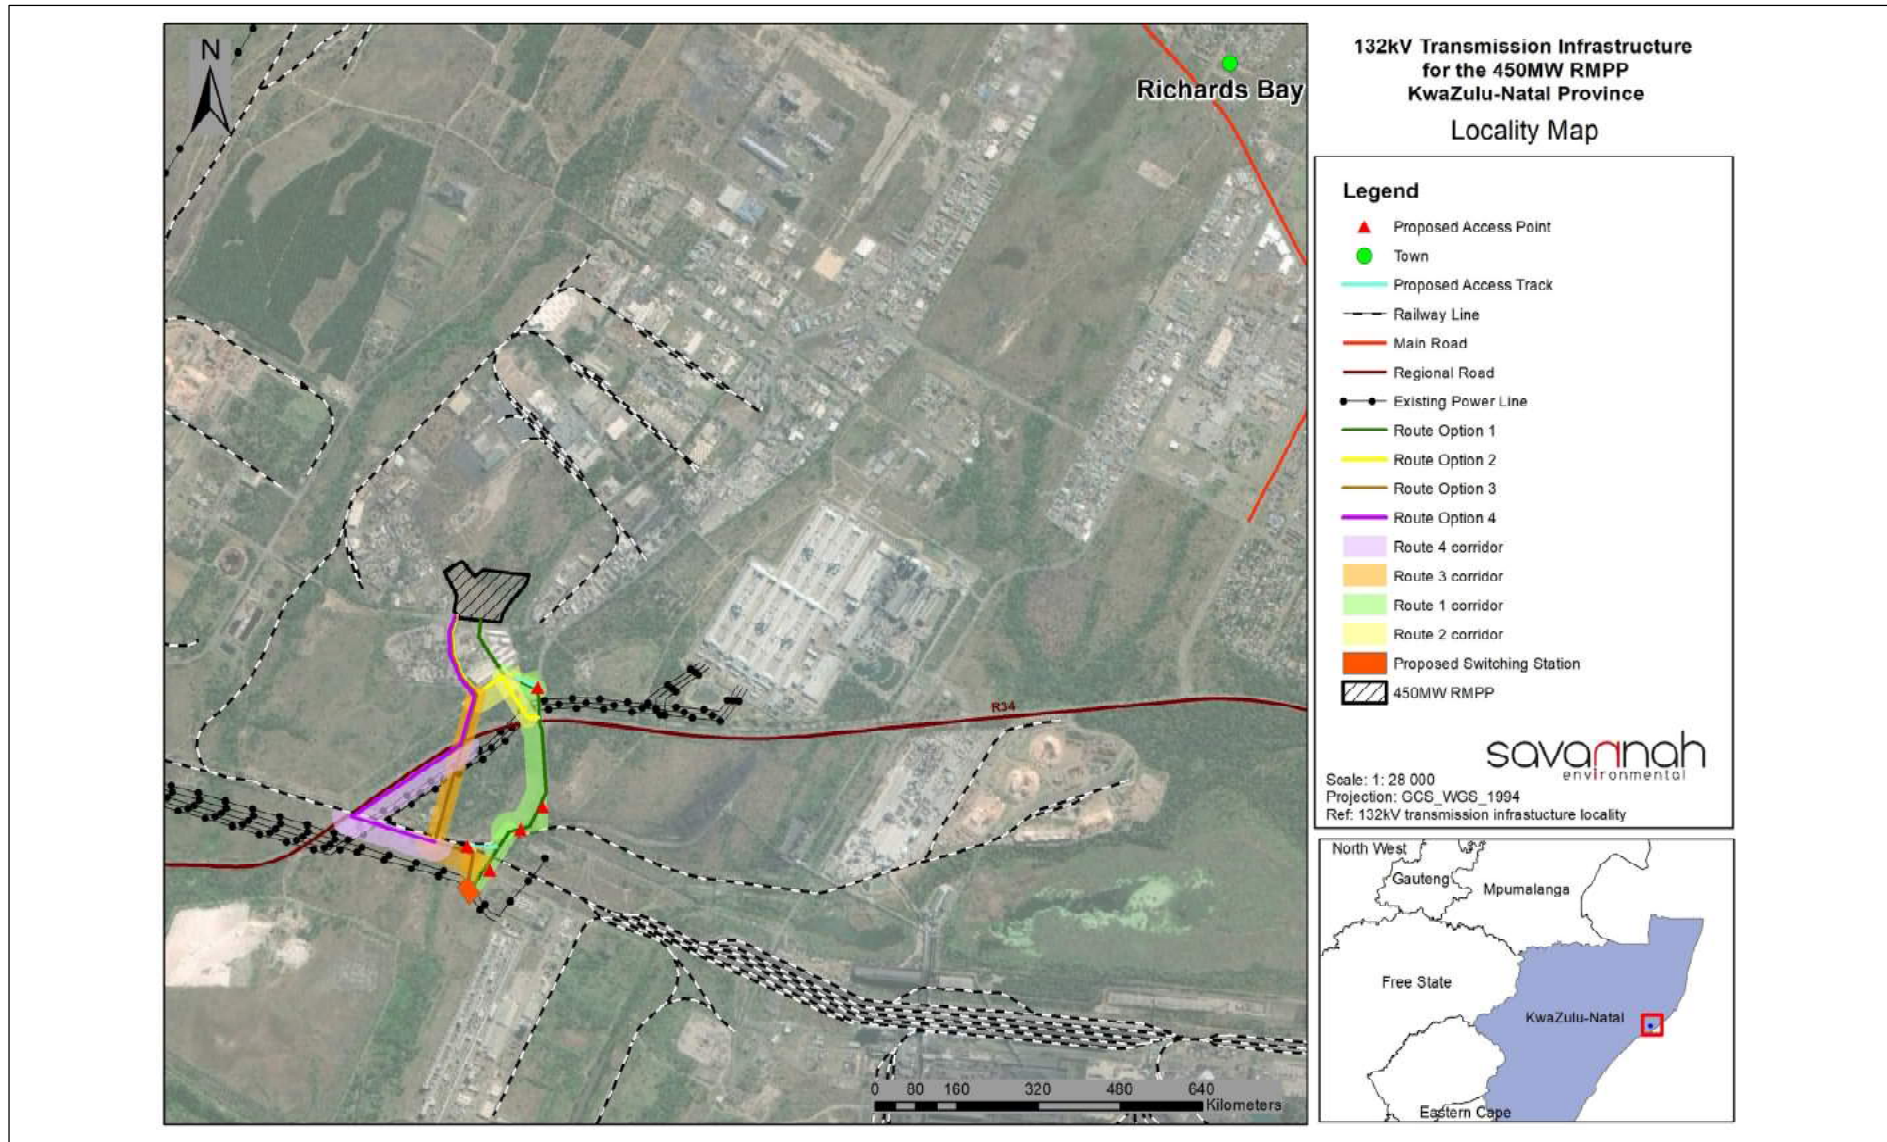 N
Richards Bay
R34
0 80 160 320 480 640
Kilometers
132kV Transmission Infrastructure
for the 450MW RMPP
KwaZulu-Natal Province
Locality Map
Legend
Proposed Access Point
Town
Proposed Access Track
Railway Line
Main Road
Regional Road
Existing Power Line
Route Option 1
Route Option 2
Route Option 3
Route Option 4
Route 4 corridor
Route 3 corridor
Route 1 corridor
Route 2 corridor
Proposed Switching Station
450MW RMPP
savannah
environmental
Scale: 1: 28 000
Projection: GCS_WGS_1994
Ref: 132kV transmission infrastucture locality
North West
Gauteng
Mpumalanga
Free State
KwaZulu-Natal
Eastern Cape